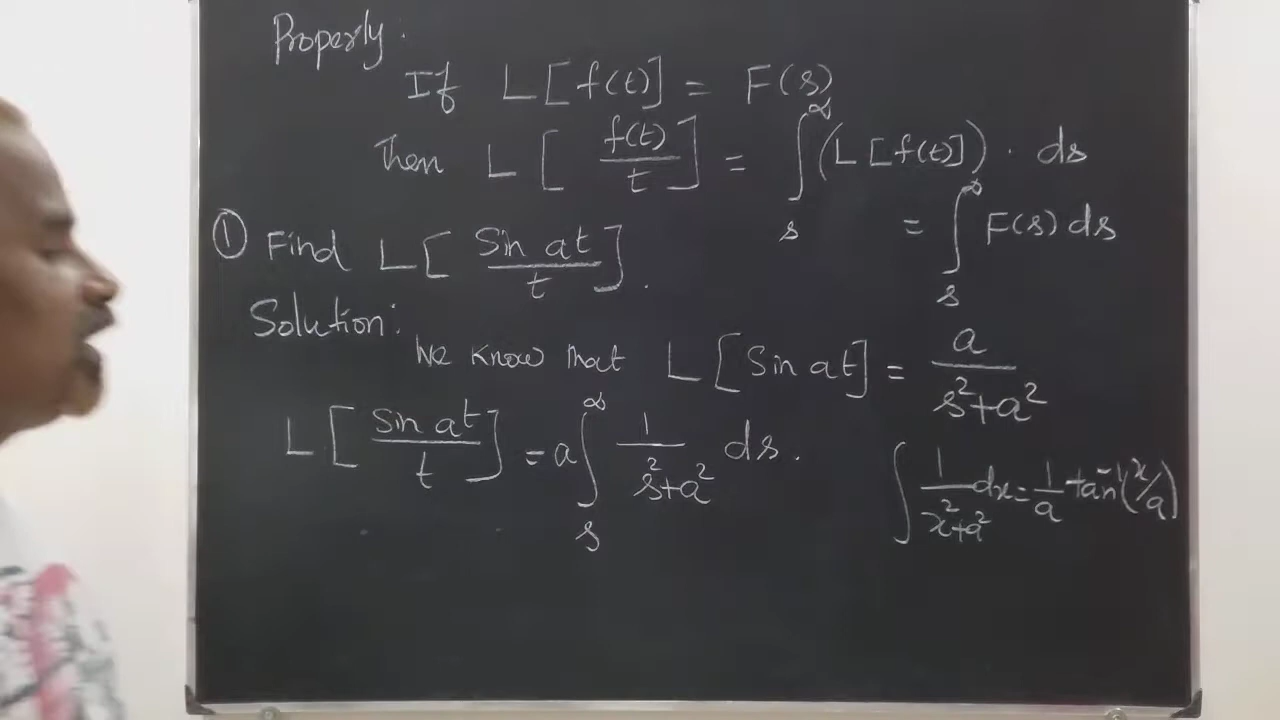 Property.
If L[f(t)] = F(s)
Then L[f(t)/t] = ∫_s^∞ (L[f(t)]) · ds
= ∫_s^∞ F(s) ds
① Find L[Sin at/t].
Solution:
We know that L[Sin at] = a/(s²+a²)
L[Sin at/t] = a∫_s^∞ 1/(s²+a²) ds.
∫ 1/(x²+a²) dx = 1/a tan⁻¹(x/a)